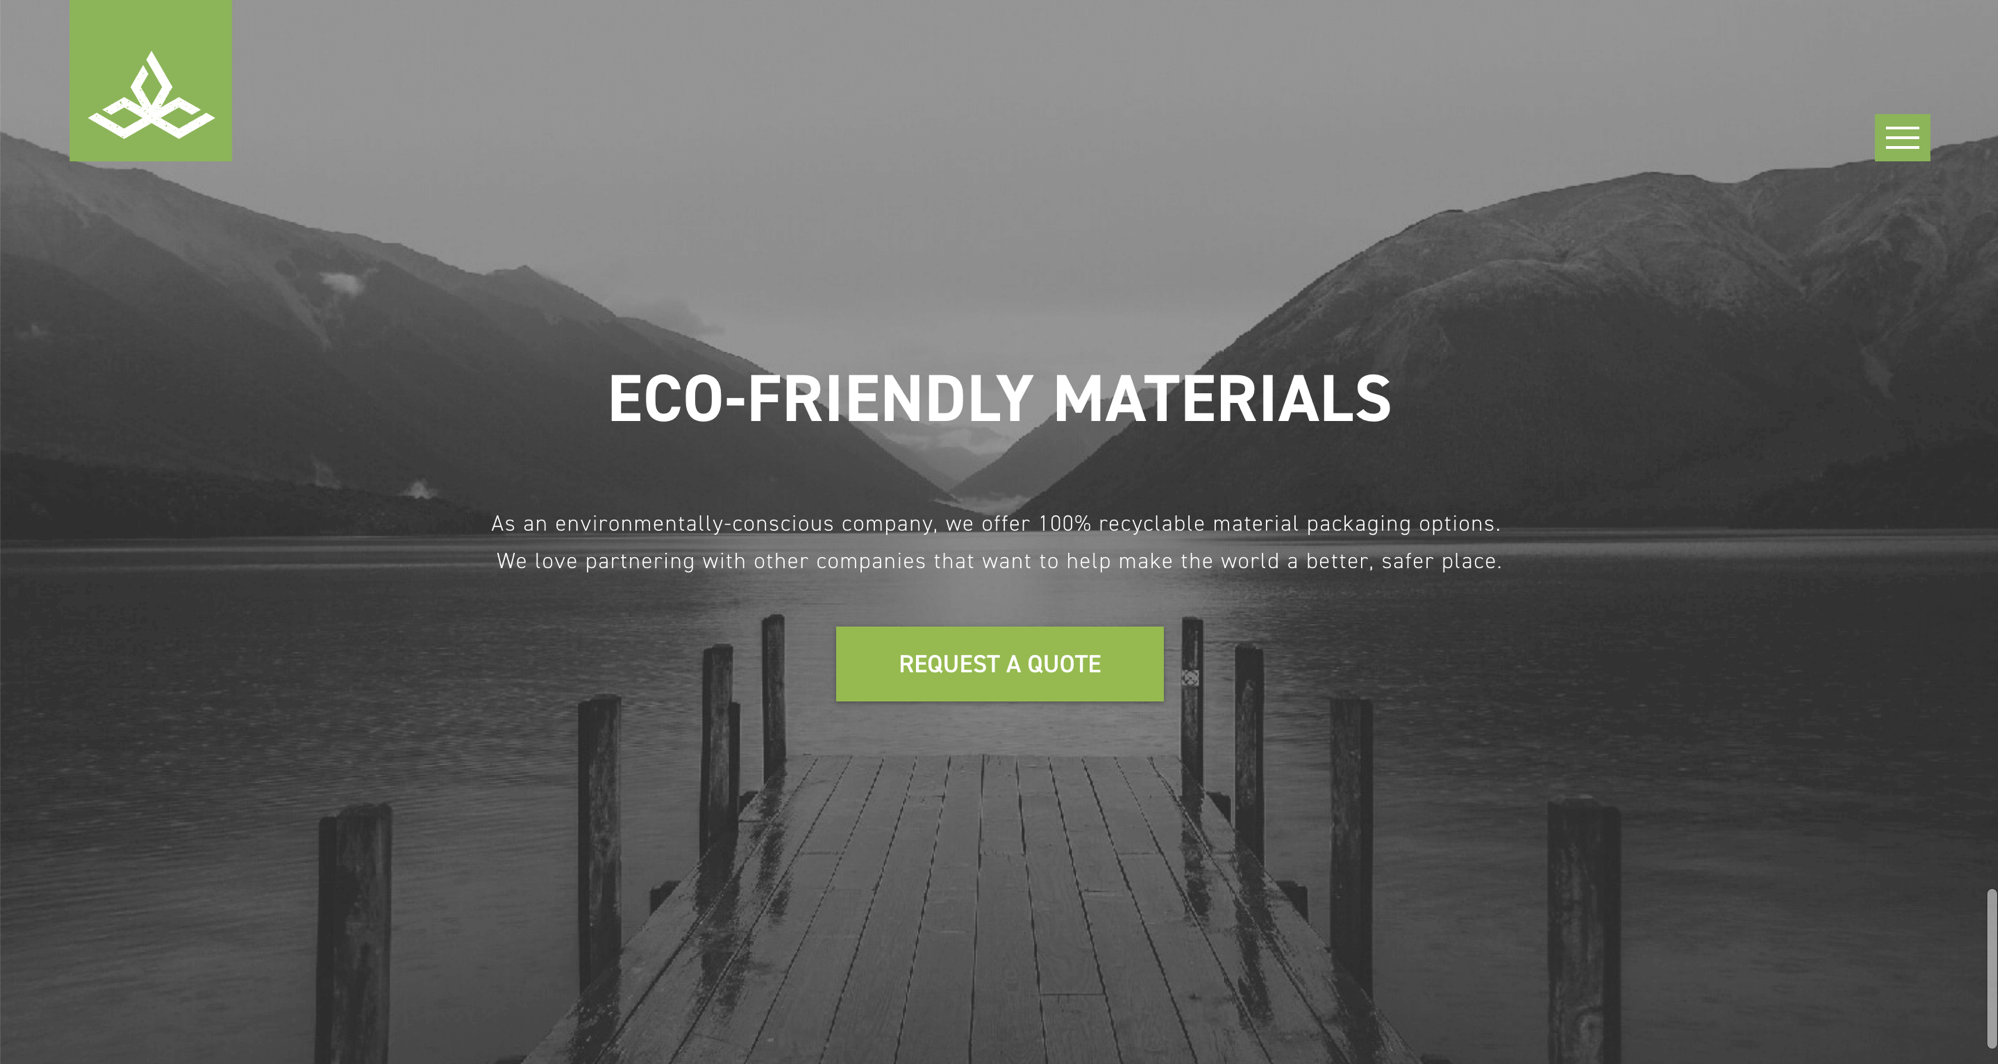 ECO-FRIENDLY MATERIALS
As an environmentally-conscious company, we offer 100% recyclable material packaging options.
We love partnering with other companies that want to help make the world a better, safer place.
REQUEST A QUOTE